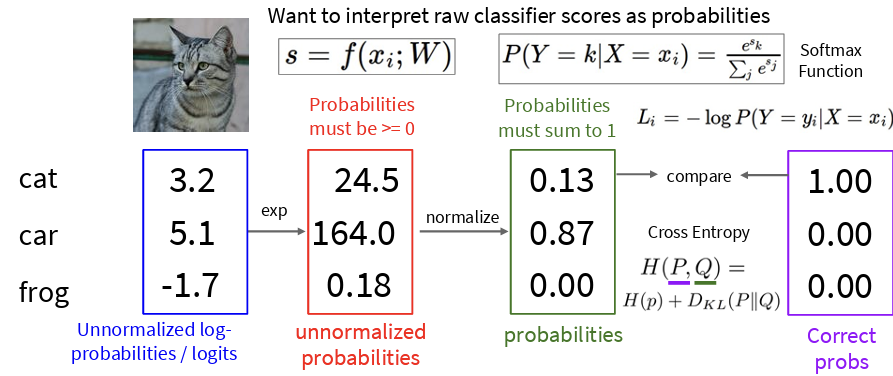 Want to interpret raw classifier scores as probabilities
s = f(x_i; W)
P(Y = k|X = x_i) = e^{s_k} / ∑_j e^{s_j}
Softmax
Function
Probabilities
must be >= 0
Probabilities
must sum to 1
L_i = − log P(Y = y_i|X = x_i)
cat
3.2
24.5
0.13
compare
1.00
exp
normalize
car
5.1
164.0
0.87
Cross Entropy
0.00
frog
-1.7
0.18
0.00
H(P, Q) =
H(p) + D_{KL}(P‖Q)
0.00
Unnormalized log-
probabilities / logits
unnormalized
probabilities
probabilities
Correct
probs